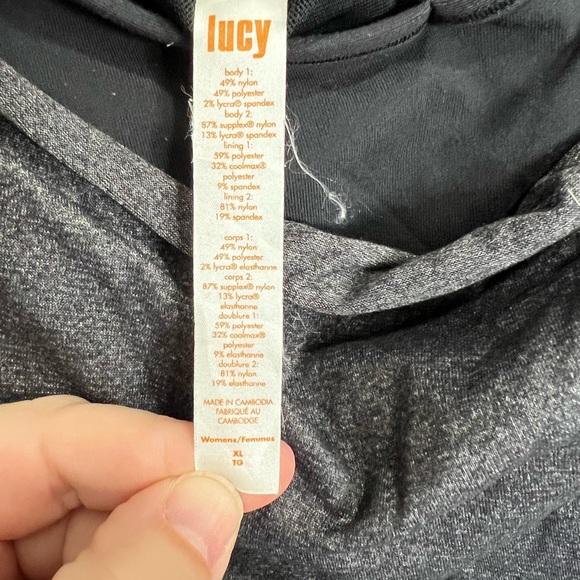 lucy
body 1:
49% nylon
49% polyester
2% lycra® spandex
body 2:
87% supplex® nylon
13% lycra® spandex
lining 1:
59% polyester
32% coolmax®
polyester
9% spandex
lining 2:
81% nylon
19% spandex
corps 1:
49% nylon
49% polyester
2% lycra® elasthanne
corps 2:
87% supplex® nylon
13% lycra®
elasthanne
doublure 1:
59% polyester
32% coolmax®
polyester
9% elasthanne
doublure 2:
81% nylon
19% elasthanne
MADE IN CAMBODIA
FABRIQUÉ AU
CAMBODGE
Womens/Femmes
XL
TG